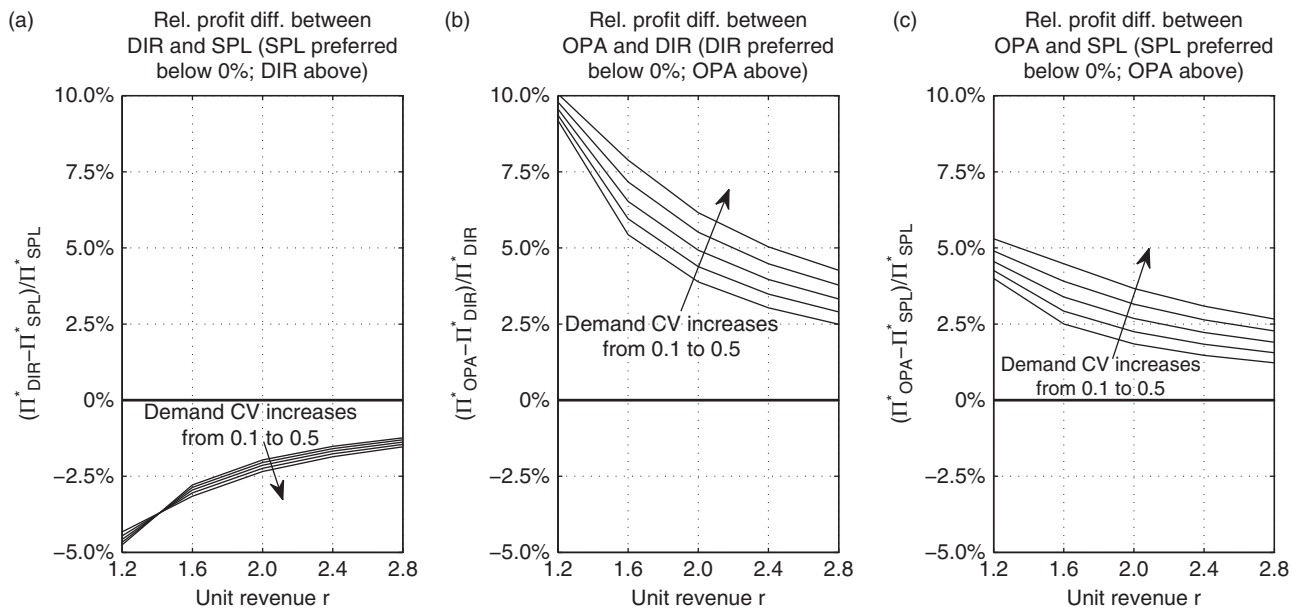 (a)
Rel. profit diff. between
DIR and SPL (SPL preferred
below 0%; DIR above)
10.0%
7.5%
5.0%
2.5%
0%
−2.5%
−5.0%
(Π*DIR−Π*SPL)/Π*SPL
Demand CV increases
from 0.1 to 0.5
1.2 1.6 2.0 2.4 2.8
Unit revenue r
(b)
Rel. profit diff. between
OPA and DIR (DIR preferred
below 0%; OPA above)
10.0%
7.5%
5.0%
2.5%
0%
−2.5%
−5.0%
(Π*OPA−Π*DIR)/Π*DIR
Demand CV increases
from 0.1 to 0.5
1.2 1.6 2.0 2.4 2.8
Unit revenue r
(c)
Rel. profit diff. between
OPA and SPL (SPL preferred
below 0%; OPA above)
10.0%
7.5%
5.0%
2.5%
0%
−2.5%
−5.0%
(Π*OPA−Π*SPL)/Π*SPL
Demand CV increases
from 0.1 to 0.5
1.2 1.6 2.0 2.4 2.8
Unit revenue r